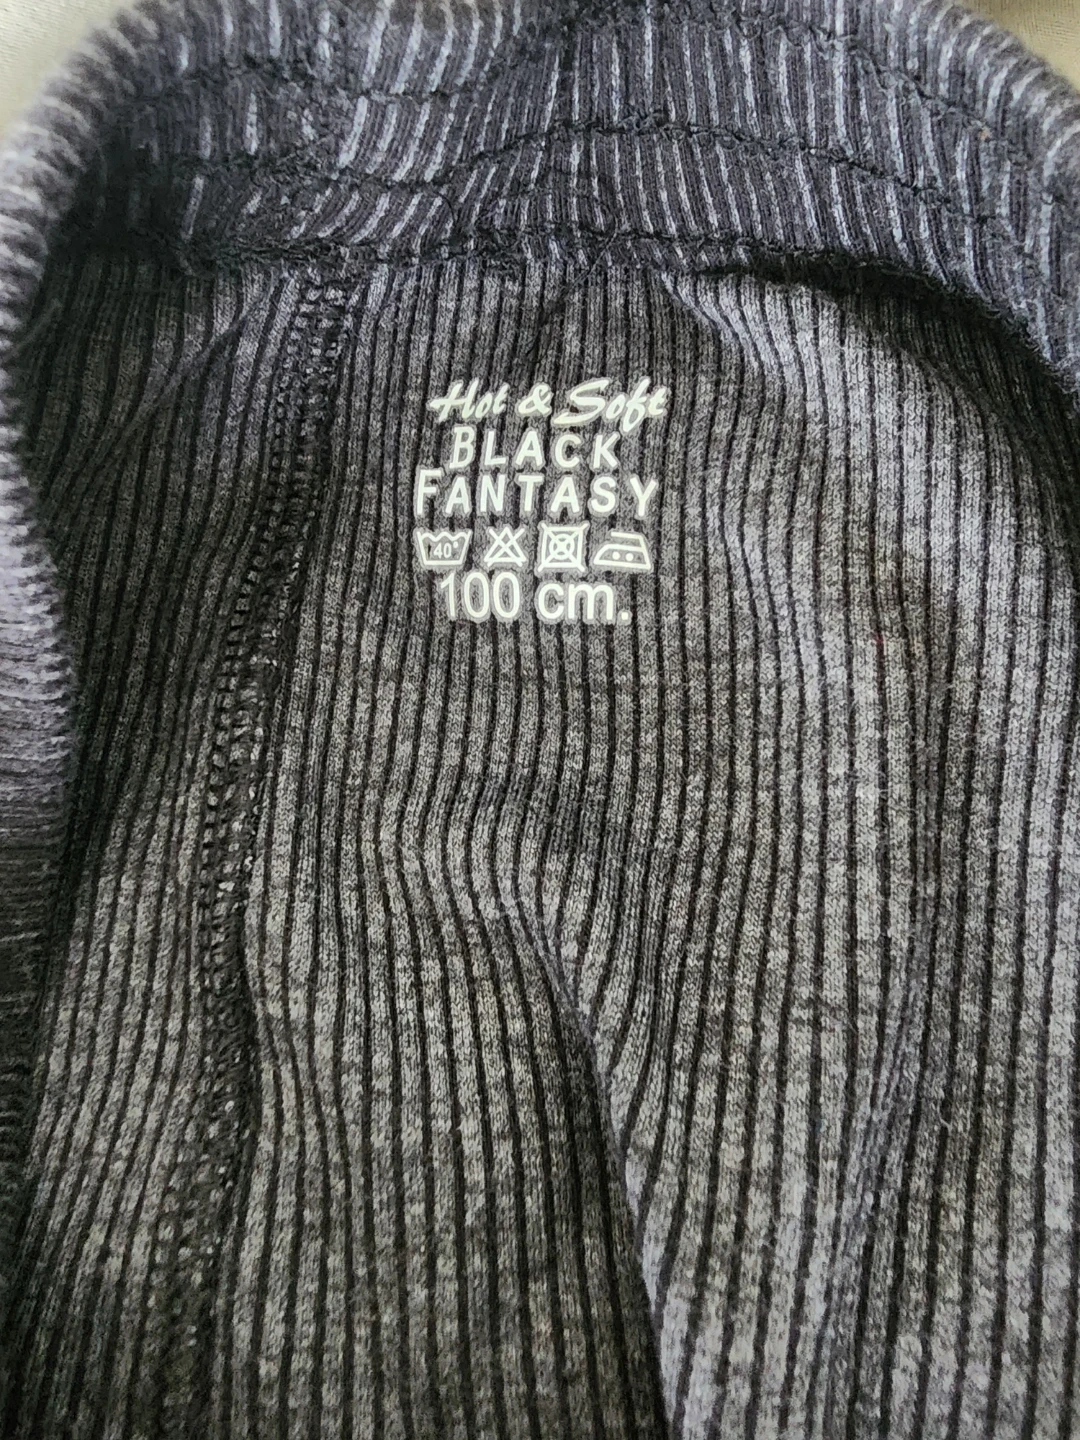 Hot & Soft
BLACK
FANTASY
40°
100 cm.